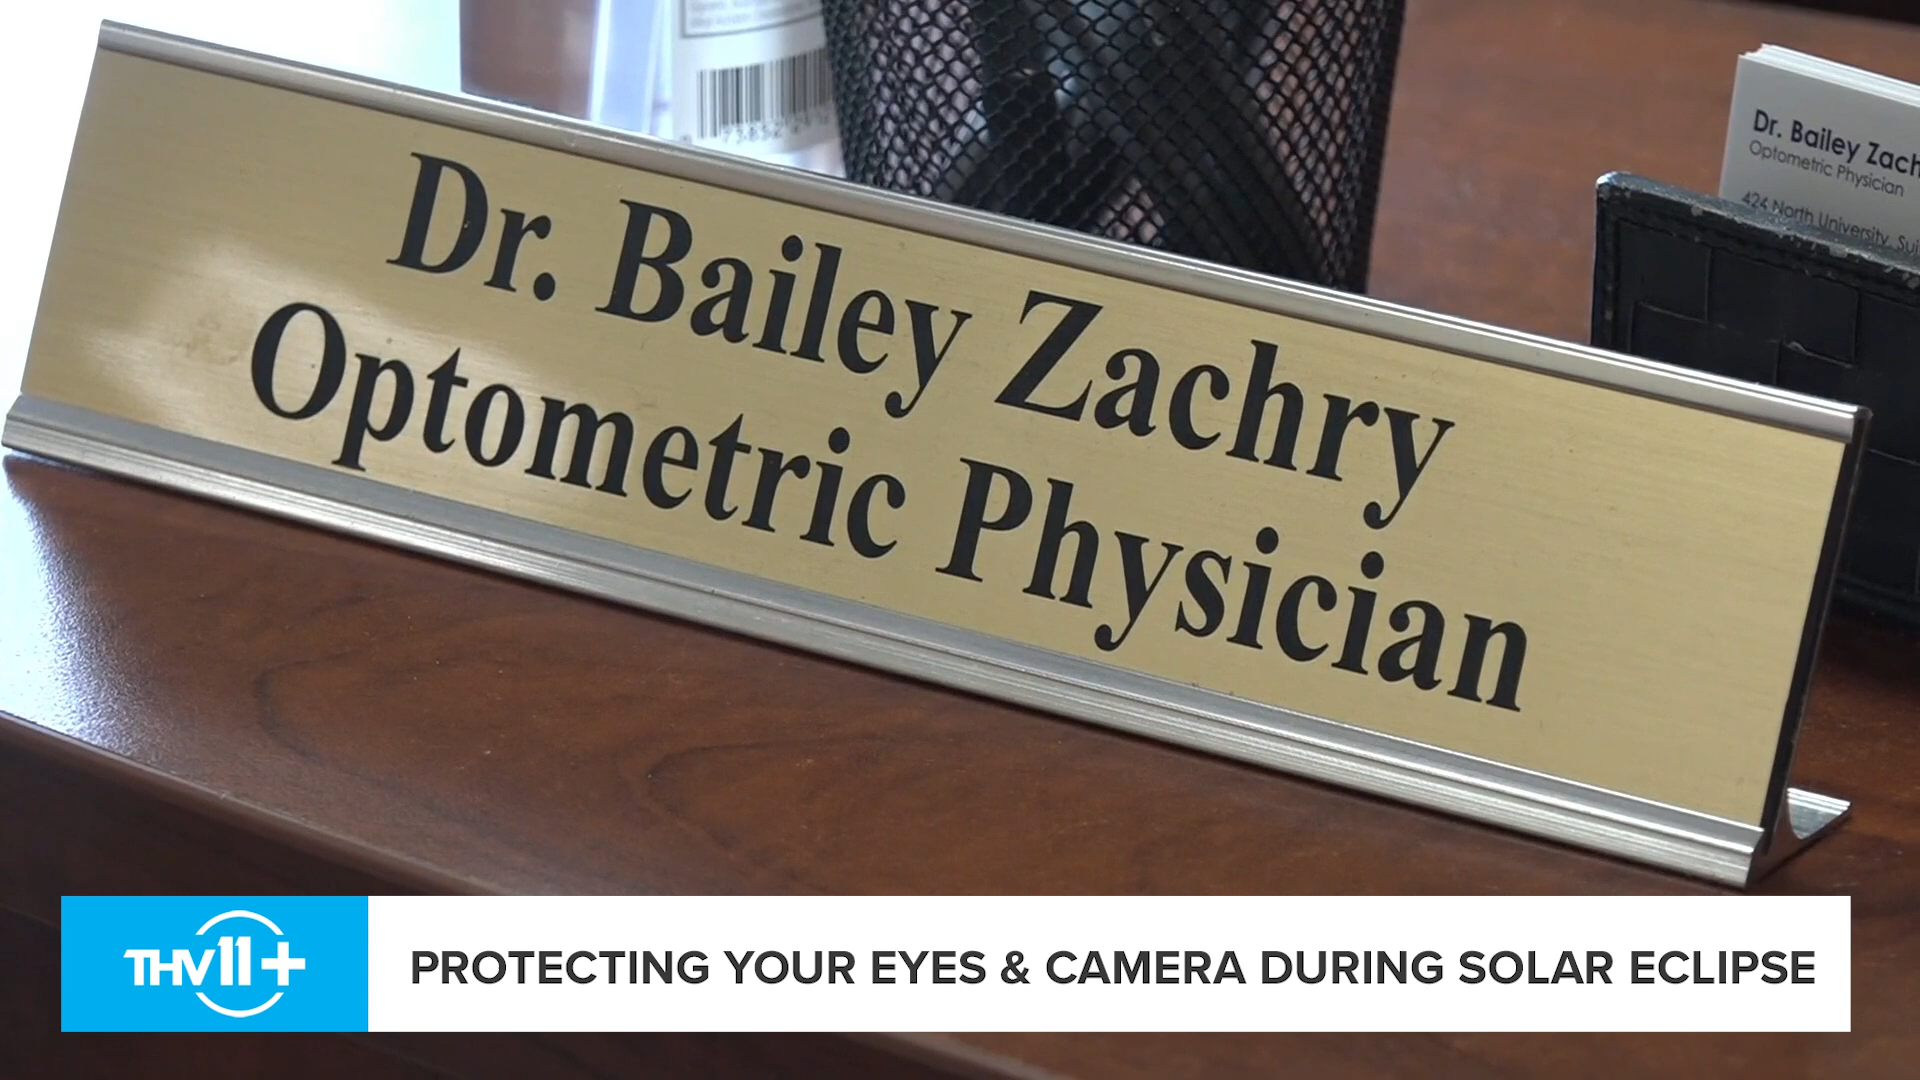 Dr. Bailey Zachry
Optometric Physician
Dr. Bailey Zach
Optometric Physician
424 North University, Sui
THV11+
PROTECTING YOUR EYES & CAMERA DURING SOLAR ECLIPSE